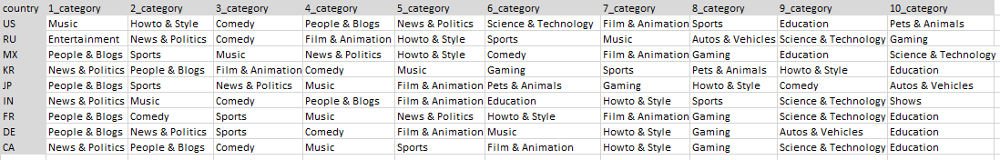 country 1_category 2_category 3_category 4_category 5_category 6_category 7_category 8_category 9_category 10_category
US Music Howto & Style Comedy People & Blogs News & Politics Science & Technology Film & Animation Sports Education Pets & Animals
RU Entertainment News & Politics Comedy Film & Animation Howto & Style Sports Music Autos & Vehicles Science & Technology Gaming
MX People & Blogs Sports Music News & Politics Howto & Style Comedy Film & Animation Gaming Education Science & Technology
KR News & Politics People & Blogs Film & Animation Comedy Music Gaming Sports Pets & Animals Howto & Style Education
JP People & Blogs Sports News & Politics Music Film & Animation Pets & Animals Gaming Howto & Style Comedy Autos & Vehicles
IN News & Politics Music Comedy People & Blogs Film & Animation Education Howto & Style Sports Science & Technology Shows
FR People & Blogs Comedy Sports Music News & Politics Howto & Style Film & Animation Gaming Science & Technology Education
DE People & Blogs News & Politics Sports Comedy Film & Animation Music Howto & Style Gaming Autos & Vehicles Education
CA News & Politics People & Blogs Comedy Music Sports Film & Animation Howto & Style Gaming Science & Technology Education